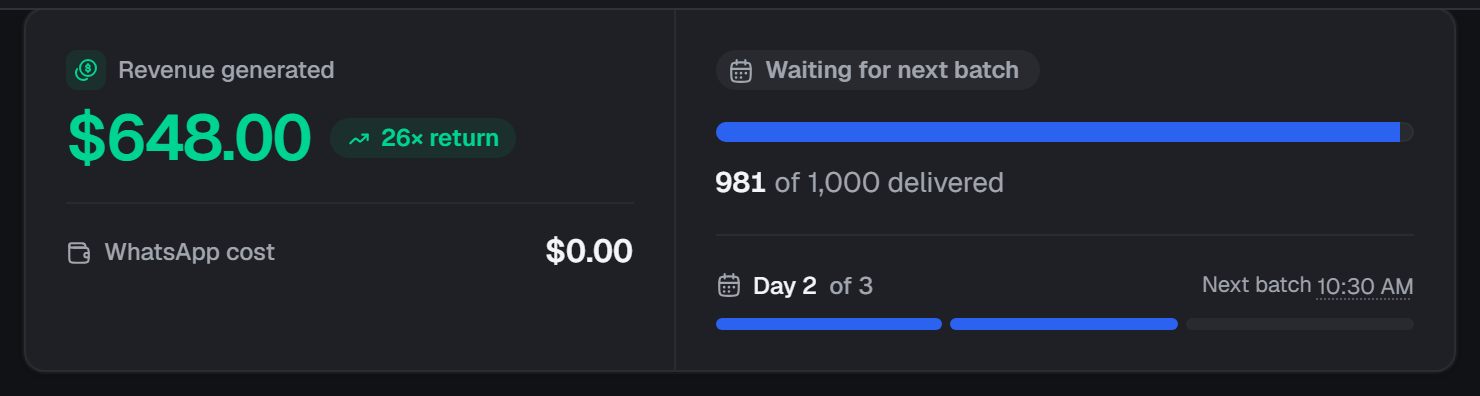 Revenue generated
$648.00
26× return
WhatsApp cost
$0.00
Waiting for next batch
981 of 1,000 delivered
Day 2 of 3
Next batch 10:30 AM